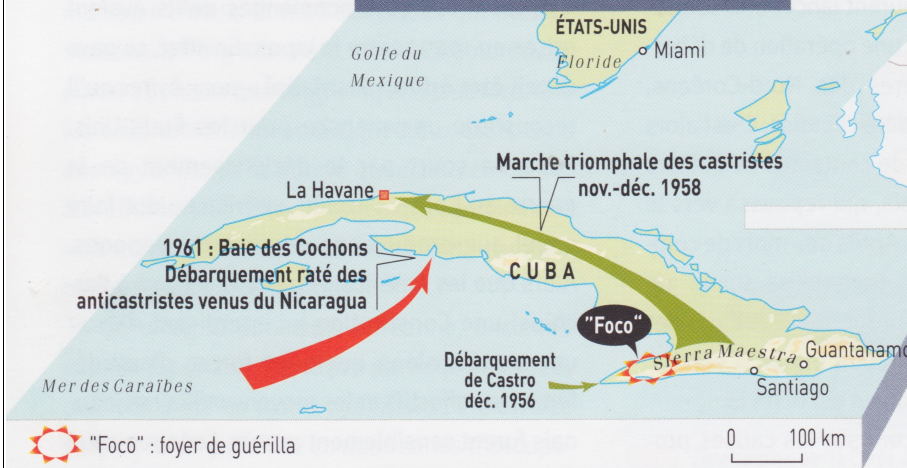 ÉTATS-UNIS
Miami
Floride
Golfe du
Mexique
Marche triomphale des castristes
nov.-déc. 1958
La Havane
1961 : Baie des Cochons
Débarquement raté des
anticastristes venus du Nicaragua
CUBA
"Foco"
Sierra Maestra
Guantanamo
Santiago
Débarquement
de Castro
déc. 1956
Mer des Caraïbes
"Foco" : foyer de guérilla
0 100 km